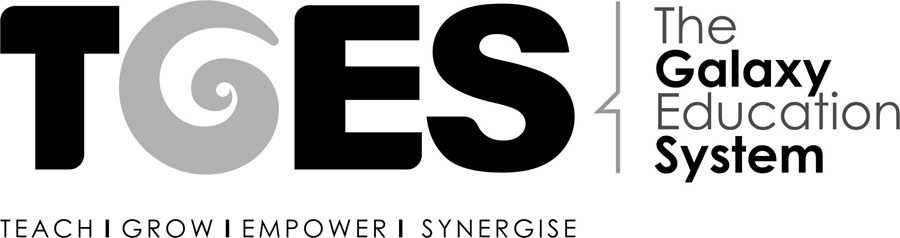 TGES
The
Galaxy
Education
System
TEACH | GROW | EMPOWER | SYNERGISE